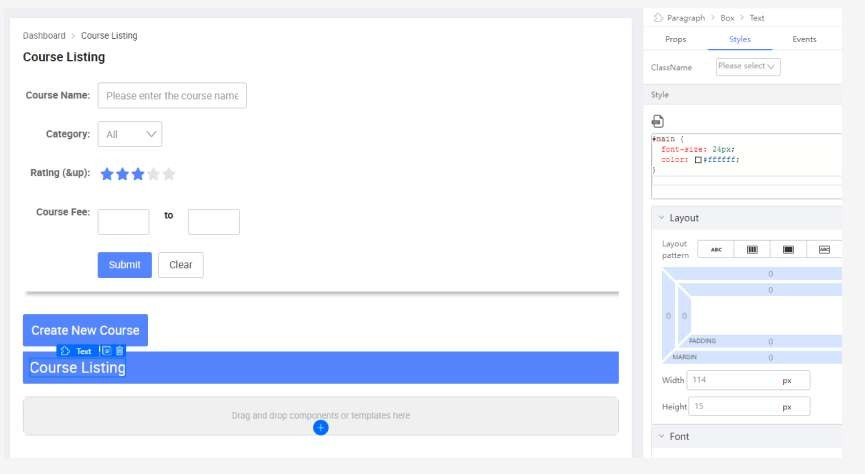 Dashboard > Course Listing
Course Listing
Course Name: Please enter the course name
Category: All
Rating (&up):
Course Fee: to
Submit Clear
Create New Course
Text
Course Listing
Drag and drop components or templates here
+
Paragraph > Box > Text
Props Styles Events
ClassName Please select
Style
#main {
font-size: 24px;
color: #ffffff;
}
Layout
Layout pattern ABC ABC
0
0
0 0
PADDING 0
MARGIN 0
Width 114 px
Height 15 px
Font